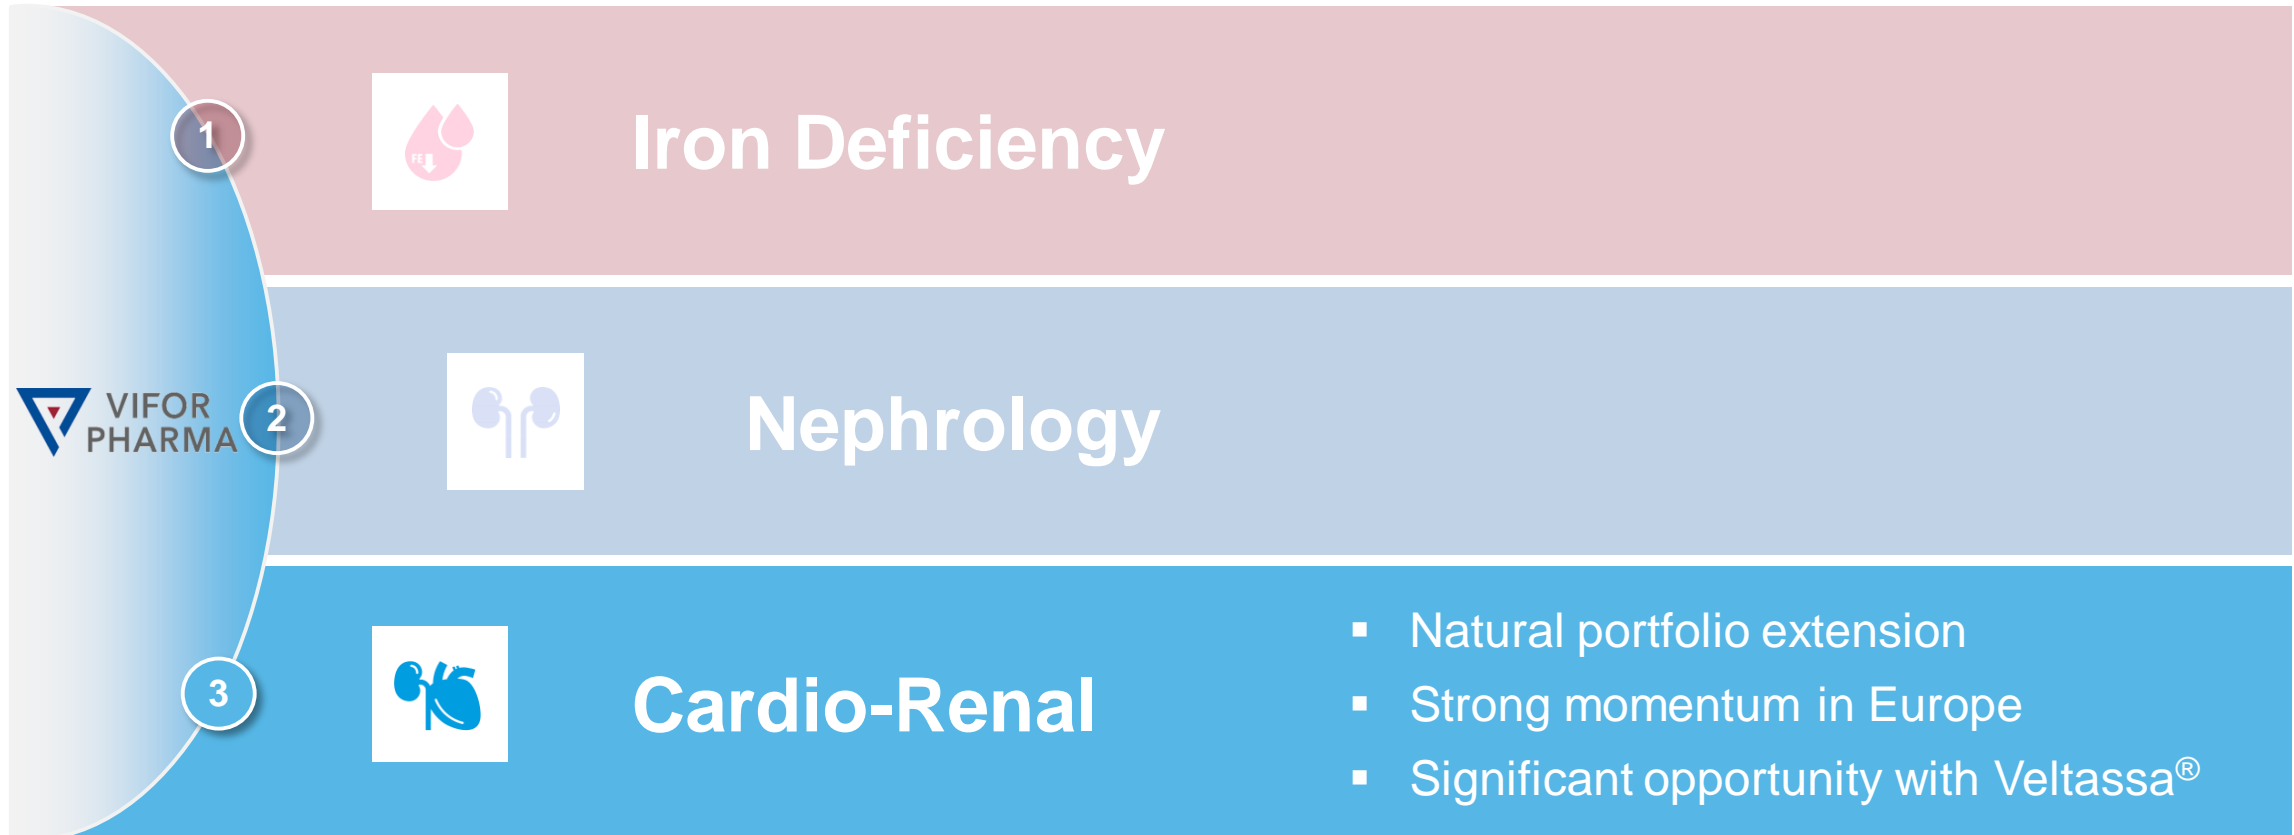 1
FE
Iron Deficiency
VIFOR
PHARMA
2
Nephrology
3
Cardio-Renal
▪ Natural portfolio extension
▪ Strong momentum in Europe
▪ Significant opportunity with Veltassa®